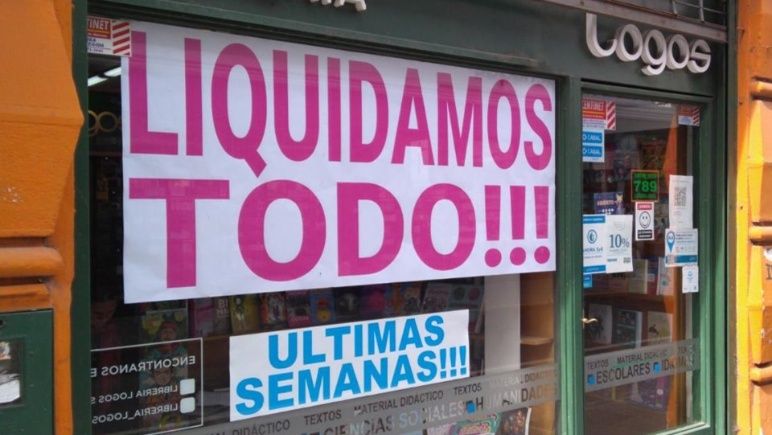 Logos
LIQUIDAMOS
TODO!!!
ULTIMAS
SEMANAS!!!
789
10%
ENCONTRANOS E
LIBRERIA LOGOS S
LIBRERIA_LOGOS
TEXTOS MATERIAL DIDÁCTICO TEXTOS
CIENCIAS SOCIALES HUMANIDADES
TEXTOS MATERIAL DIDÁCTICO
ESCOLARES IDIOMAS